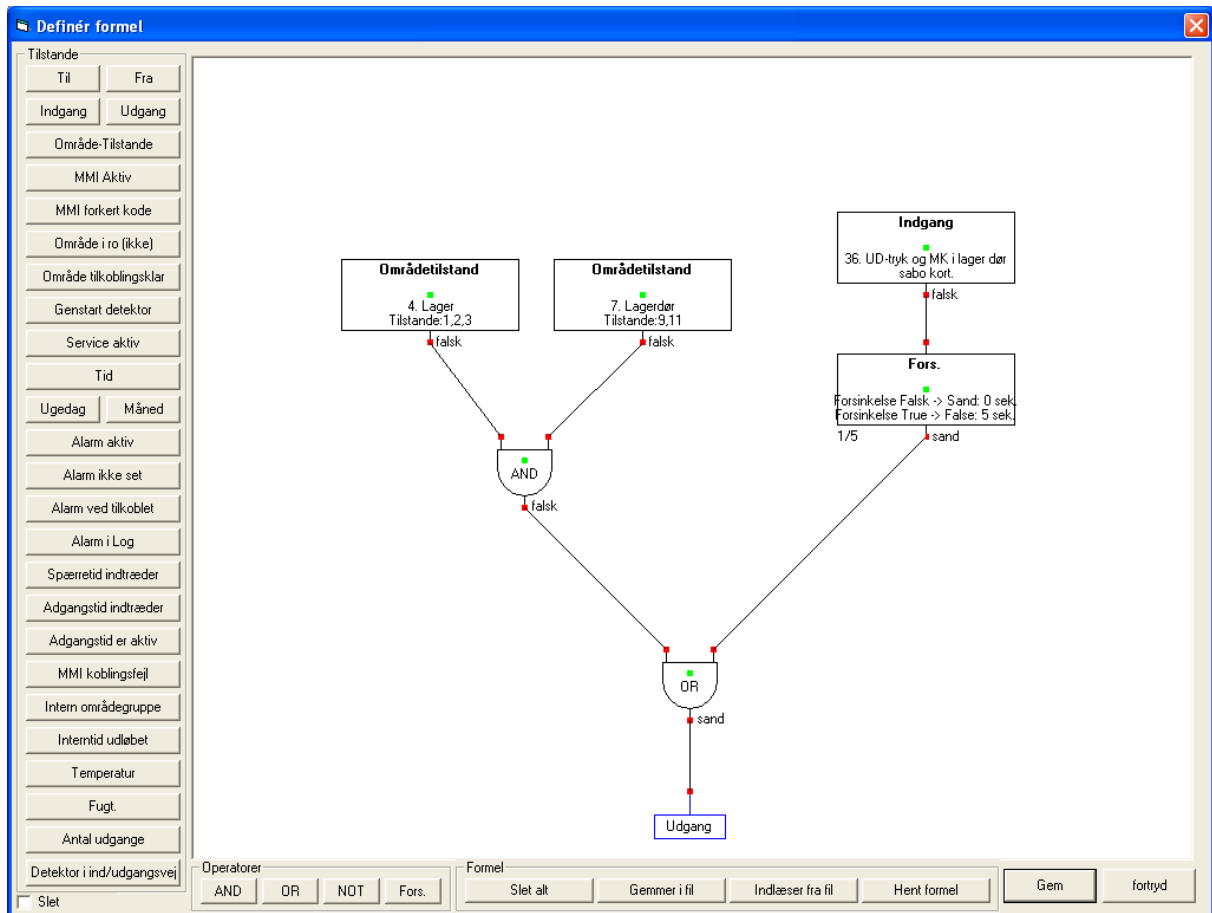 Definér formel
Tilstande
Til
Fra
Indgang
Udgang
Område-Tilstande
MMI Aktiv
MMI forkert kode
Område i ro (ikke)
Område tilkoblingsklar
Genstart detektor
Service aktiv
Tid
Ugedag
Måned
Alarm aktiv
Alarm ikke set
Alarm ved tilkoblet
Alarm i Log
Spærretid indtræder
Adgangstid indtræder
Adgangstid er aktiv
MMI koblingsfejl
Intern områdegruppe
Interntid udløbet
Temperatur
Fugt.
Antal udgange
Detektor i ind/udgangsvej
Slet
Indgang
36. UD-tryk og MK i lager dør
sabo kort.
falsk
Områdetilstand
4. Lager
Tilstande:1,2,3
falsk
Områdetilstand
7. Lagerdør
Tilstande:9,11
falsk
Fors.
Forsinkelse Falsk -> Sand: 0 sek.
Forsinkelse True -> False: 5 sek.
1/5
sand
AND
falsk
OR
sand
Udgang
Operatorer
AND
OR
NOT
Fors.
Formel
Slet alt
Gemmer i fil
Indlæser fra fil
Hent formel
Gem
fortryd